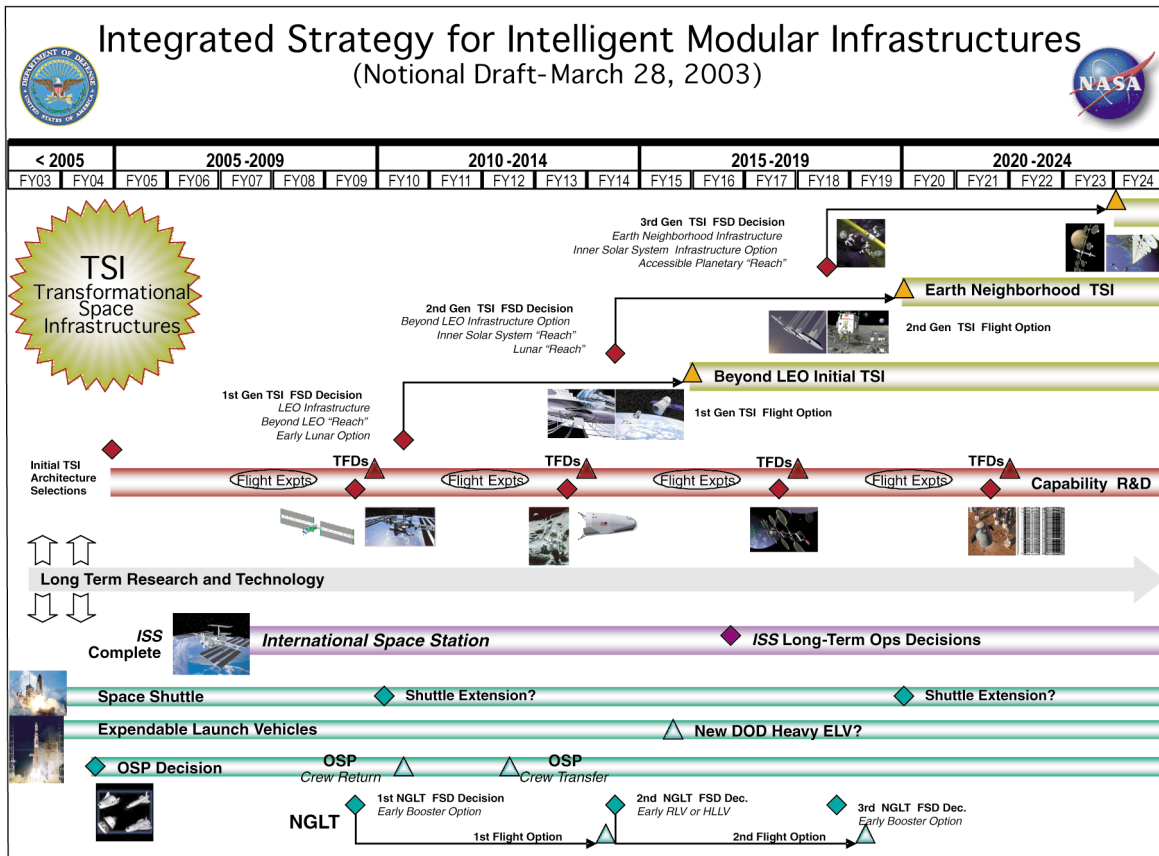 Integrated Strategy for Intelligent Modular Infrastructures
(Notional Draft-March 28, 2003)
DEPARTMENT OF DEFENSE
UNITED STATES OF AMERICA
NASA
< 2005 2005-2009 2010-2014 2015-2019 2020-2024
FY03 FY04 FY05 FY06 FY07 FY08 FY09 FY10 FY11 FY12 FY13 FY14 FY15 FY16 FY17 FY18 FY19 FY20 FY21 FY22 FY23 FY24
TSI
Transformational
Space
Infrastructures
3rd Gen TSI FSD Decision
Earth Neighborhood Infrastructure
Inner Solar System Infrastructure Option
Accessible Planetary “Reach”
2nd Gen TSI FSD Decision
Beyond LEO Infrastructure Option
Inner Solar System “Reach”
Lunar “Reach”
Earth Neighborhood TSI
2nd Gen TSI Flight Option
1st Gen TSI FSD Decision
LEO Infrastructure
Beyond LEO “Reach”
Early Lunar Option
Beyond LEO Initial TSI
1st Gen TSI Flight Option
Initial TSI
Architecture
Selections
TFDs TFDs TFDs TFDs
Flight Expts Flight Expts Flight Expts Flight Expts
Capability R&D
Long Term Research and Technology
ISS
Complete
International Space Station
ISS Long-Term Ops Decisions
Space Shuttle
Shuttle Extension?
Shuttle Extension?
Expendable Launch Vehicles
New DOD Heavy ELV?
OSP Decision
OSP
Crew Return
OSP
Crew Transfer
NGLT
1st NGLT FSD Decision
Early Booster Option
1st Flight Option
2nd NGLT FSD Dec.
Early RLV or HLLV
2nd Flight Option
3rd NGLT FSD Dec.
Early Booster Option